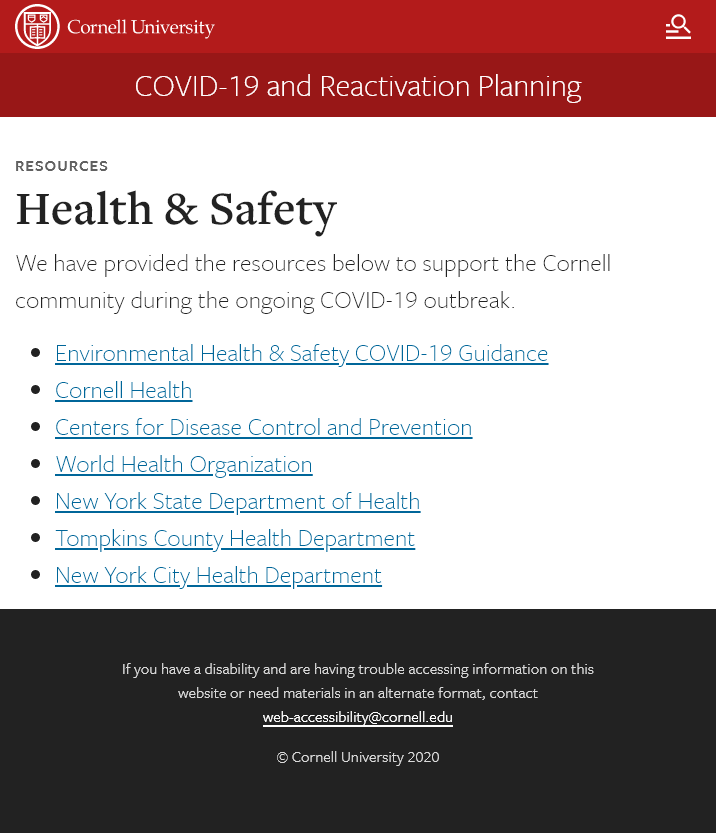 Cornell University
COVID-19 and Reactivation Planning
RESOURCES
Health & Safety
We have provided the resources below to support the Cornell
community during the ongoing COVID-19 outbreak.
Environmental Health & Safety COVID-19 Guidance
Cornell Health
Centers for Disease Control and Prevention
World Health Organization
New York State Department of Health
Tompkins County Health Department
New York City Health Department
If you have a disability and are having trouble accessing information on this
website or need materials in an alternate format, contact
web-accessibility@cornell.edu
© Cornell University 2020